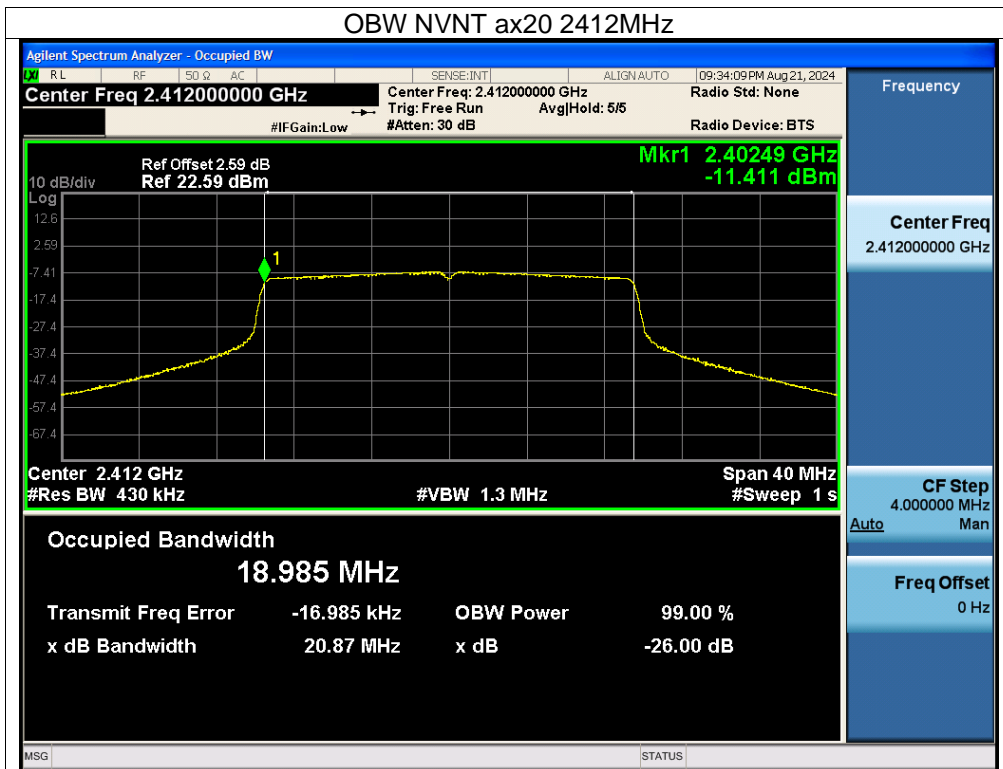 OBW NVNT ax20 2412MHz
Agilent Spectrum Analyzer - Occupied BW
LXI RL RF 50 Ω AC SENSE:INT ALIGN AUTO 09:34:09 PM Aug 21, 2024
Center Freq 2.412000000 GHz
Center Freq: 2.412000000 GHz Radio Std: None
Trig: Free Run Avg|Hold: 5/5
#IFGain:Low #Atten: 30 dB Radio Device: BTS
Ref Offset 2.59 dB
10 dB/div Ref 22.59 dBm
Mkr1 2.40249 GHz
-11.411 dBm
Log
12.6
2.59
-7.41
-17.4
-27.4
-37.4
-47.4
-57.4
-67.4
1
Center 2.412 GHz Span 40 MHz
#Res BW 430 kHz #VBW 1.3 MHz #Sweep 1 s
Occupied Bandwidth
18.985 MHz
Transmit Freq Error -16.985 kHz OBW Power 99.00 %
x dB Bandwidth 20.87 MHz x dB -26.00 dB
MSG STATUS
Frequency
Center Freq
2.412000000 GHz
CF Step
4.000000 MHz
Auto Man
Freq Offset
0 Hz